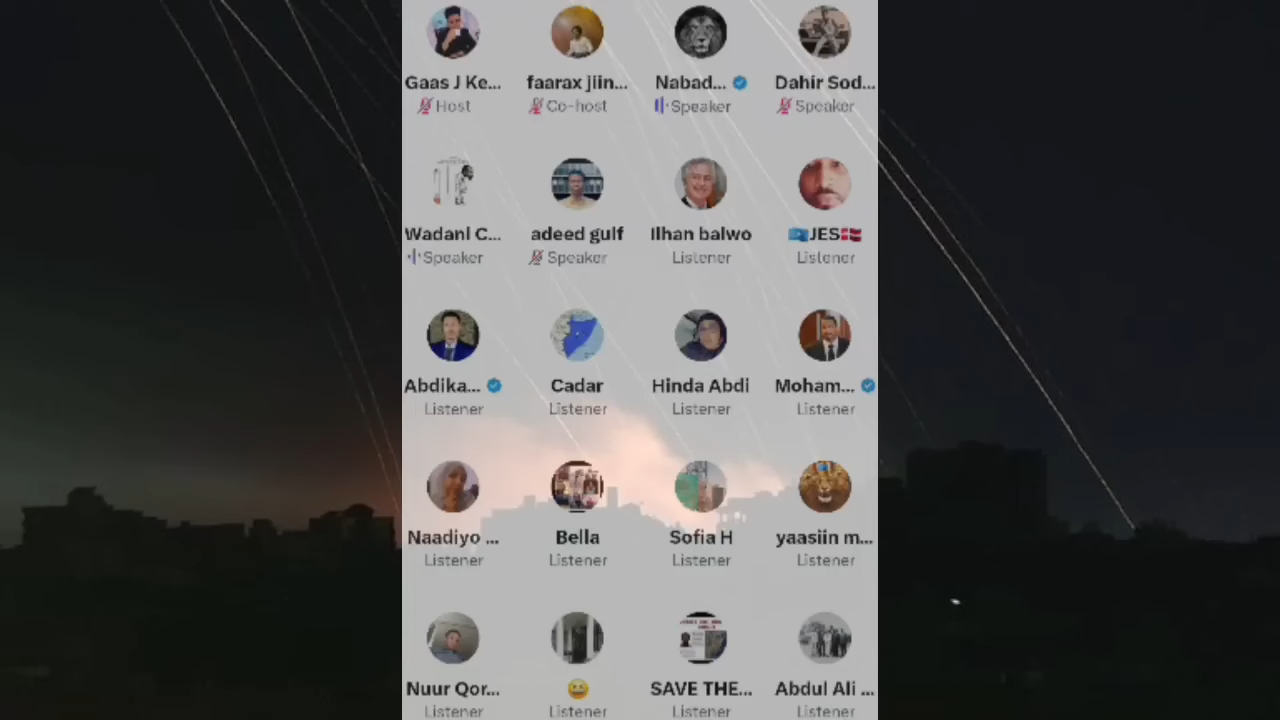 Gaas J Ke... faarax jiin... Nabad... Dahir Sod...
Host Co-host Speaker Speaker
Wadani C... adeed gulf Ilhan balwo JES
Speaker Speaker Listener Listener
Abdika... Cadar Hinda Abdi Moham...
Listener Listener Listener Listener
Naadiyo ... Bella Sofia H yaasiin m...
Listener Listener Listener Listener
Nuur Qor... 😆 SAVE THE... Abdul Ali ...
Listener Listener Listener Listener